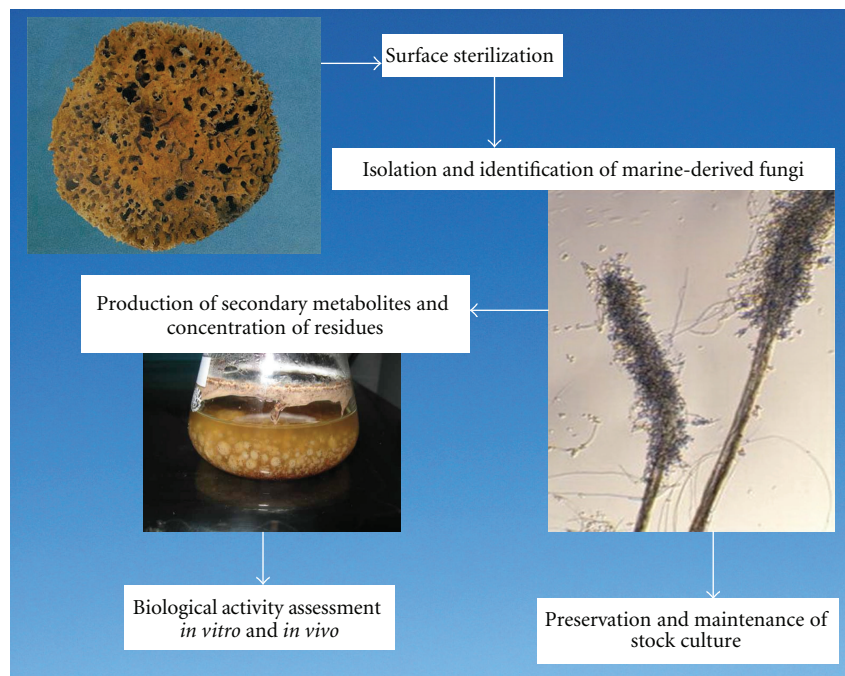 Surface sterilization
Isolation and identification of marine-derived fungi
Production of secondary metabolites and
concentration of residues
Biological activity assessment
in vitro and in vivo
Preservation and maintenance of
stock culture